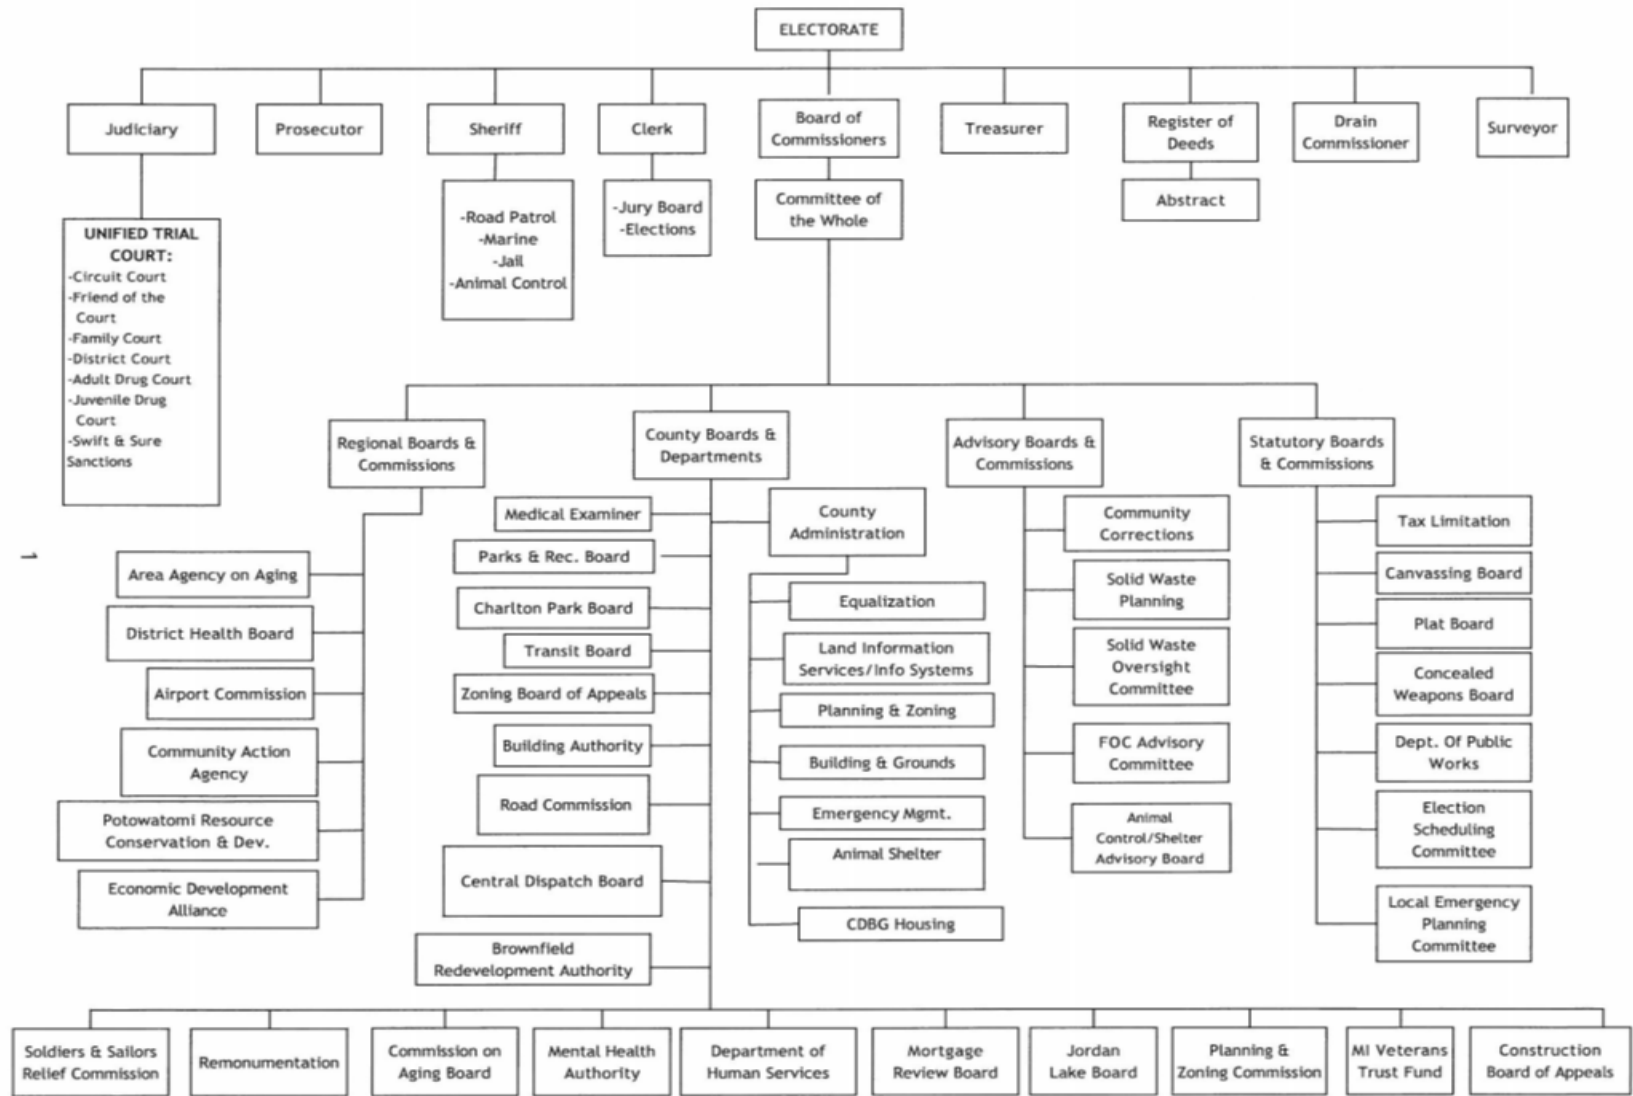 ELECTORATE
Judiciary
Prosecutor
Sheriff
Clerk
Board of
Commissioners
Treasurer
Register of
Deeds
Drain
Commissioner
Surveyor
UNIFIED TRIAL
COURT:
-Circuit Court
-Friend of the
Court
-Family Court
-District Court
-Adult Drug Court
-Juvenile Drug
Court
-Swift & Sure
Sanctions
-Road Patrol
-Marine
-Jail
-Animal Control
-Jury Board
-Elections
Committee of
the Whole
Abstract
Regional Boards &
Commissions
County Boards &
Departments
Advisory Boards &
Commissions
Statutory Boards
& Commissions
1
Area Agency on Aging
District Health Board
Airport Commission
Community Action
Agency
Potowatomi Resource
Conservation & Dev.
Economic Development
Alliance
Medical Examiner
Parks & Rec. Board
Charlton Park Board
Transit Board
Zoning Board of Appeals
Building Authority
Road Commission
Central Dispatch Board
Brownfield
Redevelopment Authority
County
Administration
Equalization
Land Information
Services/Info Systems
Planning & Zoning
Building & Grounds
Emergency Mgmt.
Animal Shelter
CDBG Housing
Community
Corrections
Solid Waste
Planning
Solid Waste
Oversight
Committee
FOC Advisory
Committee
Animal
Control/Shelter
Advisory Board
Tax Limitation
Canvassing Board
Plat Board
Concealed
Weapons Board
Dept. Of Public
Works
Election
Scheduling
Committee
Local Emergency
Planning
Committee
Soldiers & Sailors
Relief Commission
Remonumentation
Commission on
Aging Board
Mental Health
Authority
Department of
Human Services
Mortgage
Review Board
Jordan
Lake Board
Planning &
Zoning Commission
MI Veterans
Trust Fund
Construction
Board of Appeals